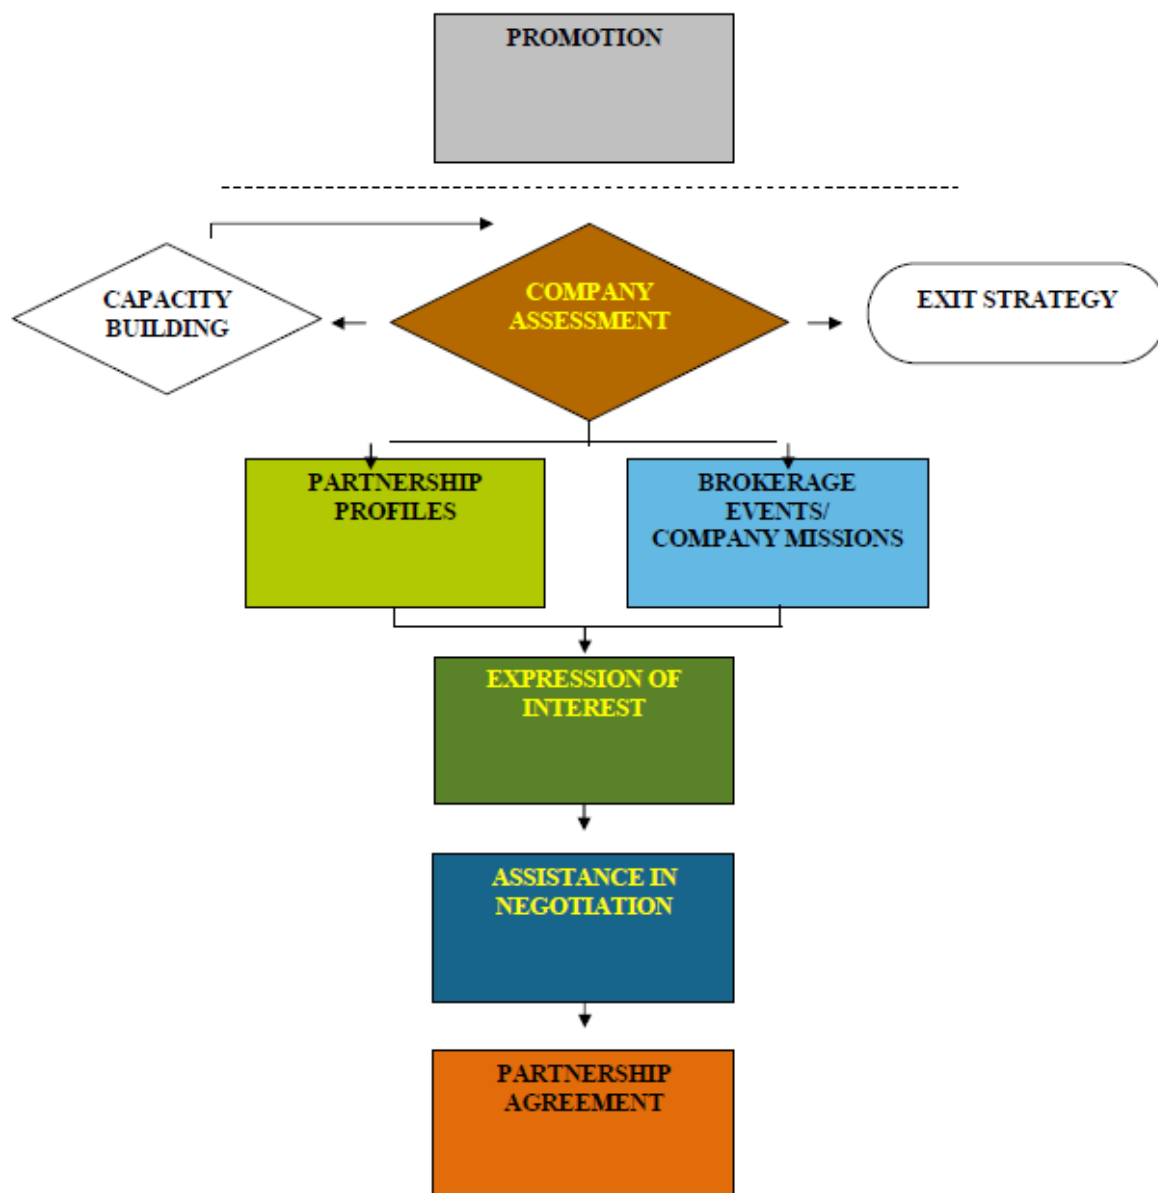 PROMOTION
CAPACITY
BUILDING
COMPANY
ASSESSMENT
EXIT STRATEGY
PARTNERSHIP
PROFILES
BROKERAGE
EVENTS/
COMPANY MISSIONS
EXPRESSION OF
INTEREST
ASSISTANCE IN
NEGOTIATION
PARTNERSHIP
AGREEMENT